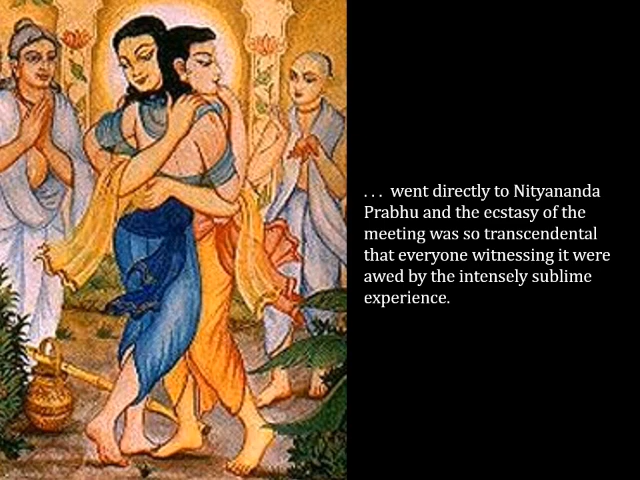 . . .  went directly to Nityananda
Prabhu and the ecstasy of the
meeting was so transcendental
that everyone witnessing it were
awed by the intensely sublime
experience.